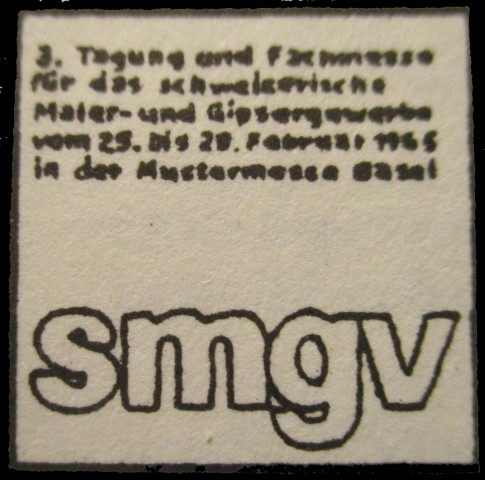 3. Tagung und Fachmesse
für das schweizerische
Maler- und Gipsergewerbe
vom 25. bis 28. Februar 1965
in der Mustermesse Basel
smgv